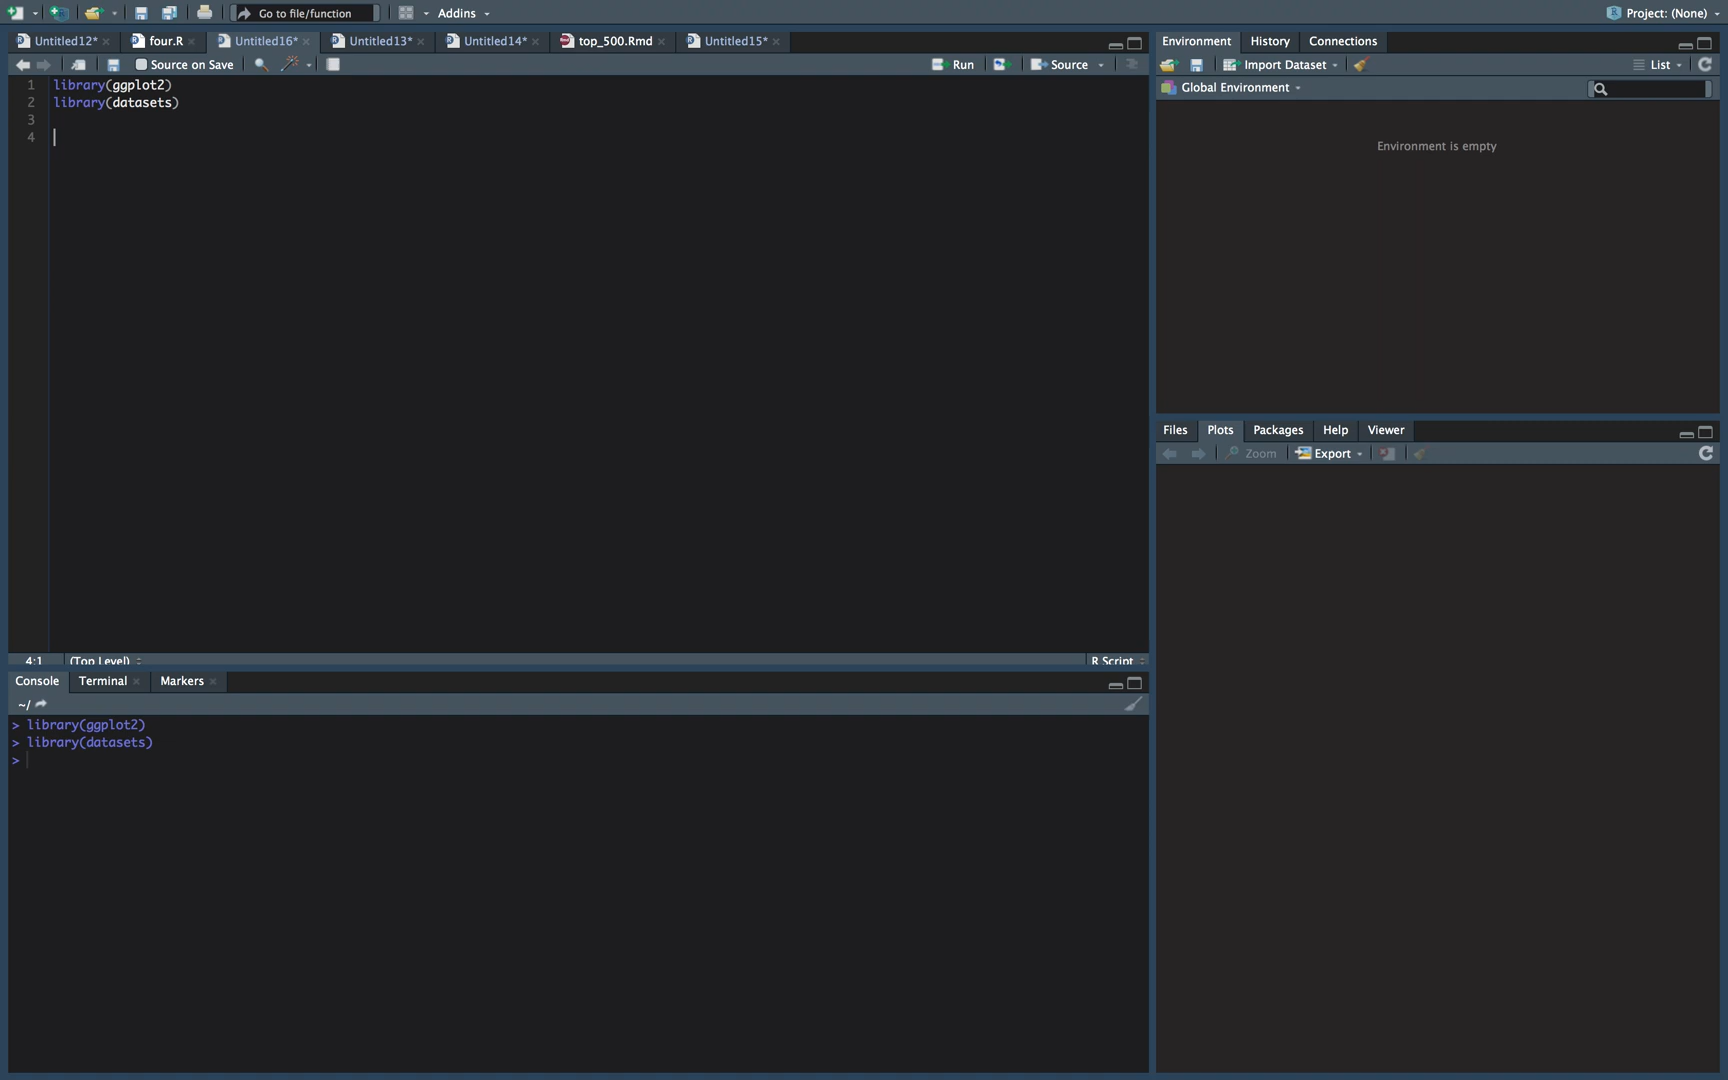 Go to file/function Addins Project: (None)
Untitled12* four.R Untitled16* Untitled13* Untitled14* top_500.Rmd Untitled15*
Source on Save Run Source
1 library(ggplot2)
2 library(datasets)
3
4
4:1 (Top Level) R Script
Console Terminal Markers
~/
> library(ggplot2)
> library(datasets)
>
Environment History Connections
Import Dataset List
Global Environment
Environment is empty
Files Plots Packages Help Viewer
Zoom Export